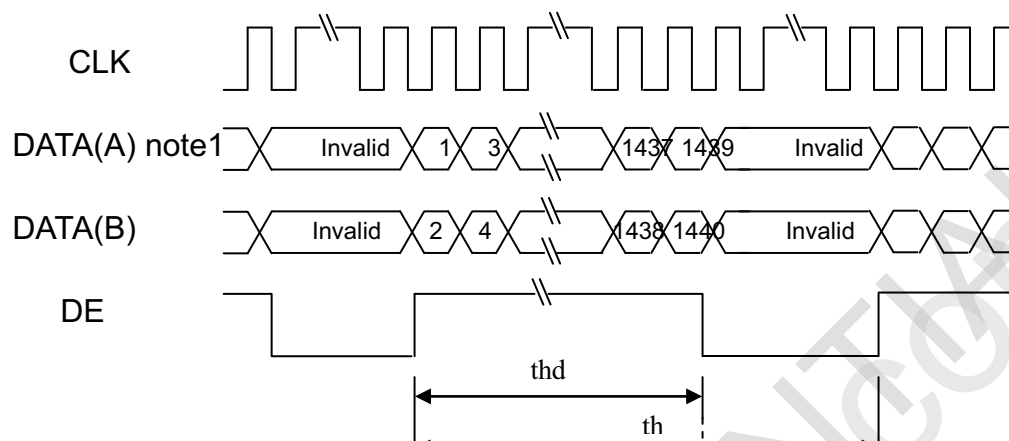 CLK
DATA(A) note1 Invalid 1 3 1437 1439 Invalid
DATA(B) Invalid 2 4 1438 1440 Invalid
DE
thd
th